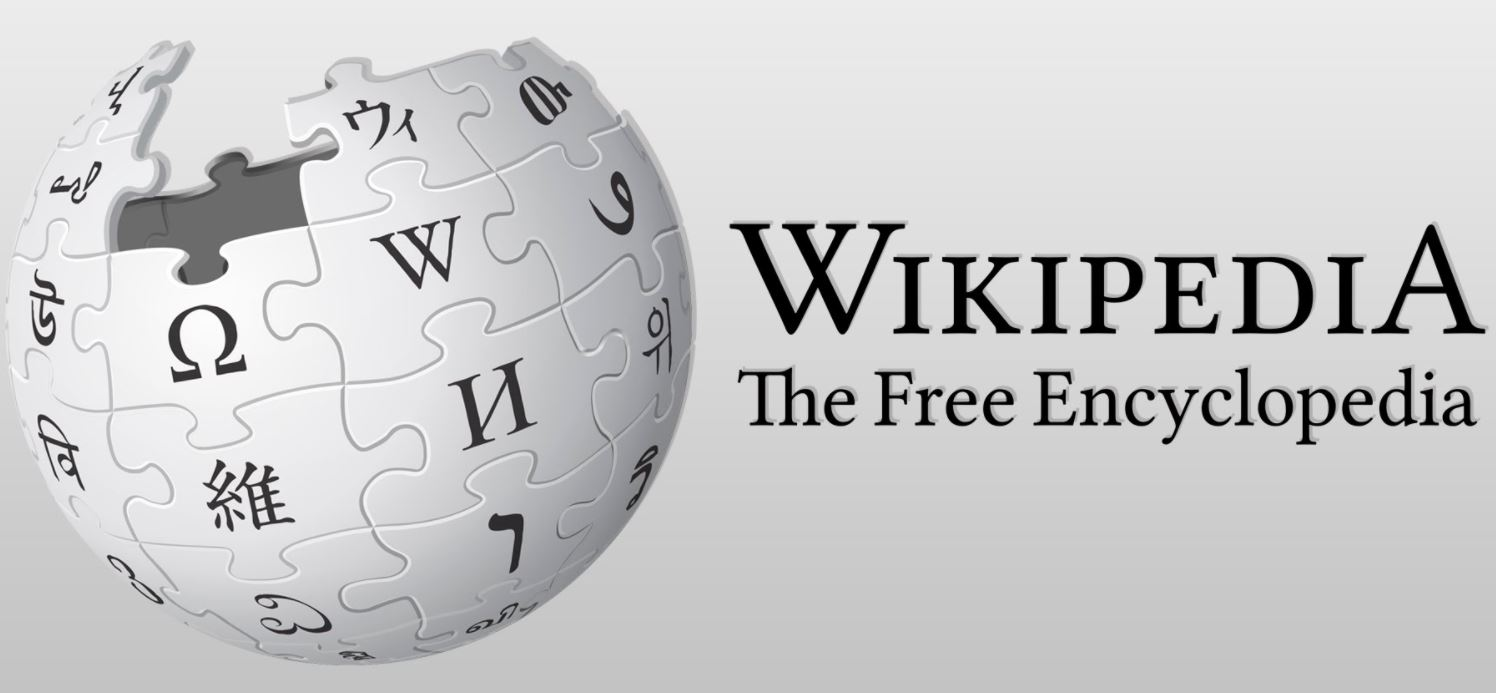 ウィ
W
و
Ω
위
И
維
वि
ו
WIKIPEDIA
The Free Encyclopedia